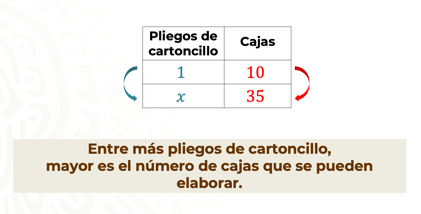 Pliegos de cartoncillo Cajas
1 10
x 35
Entre más pliegos de cartoncillo,
mayor es el número de cajas que se pueden
elaborar.